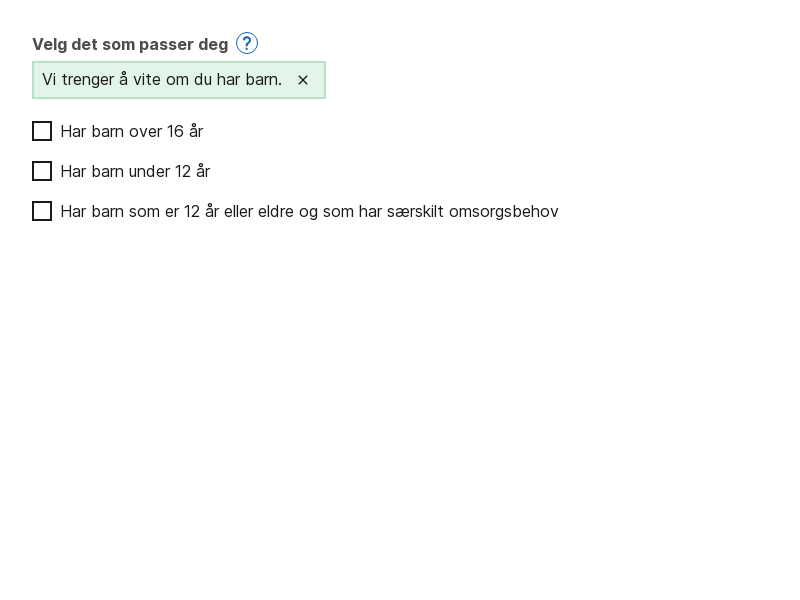 Velg det som passer deg ?
Vi trenger å vite om du har barn. ×
Har barn over 16 år
Har barn under 12 år
Har barn som er 12 år eller eldre og som har særskilt omsorgsbehov